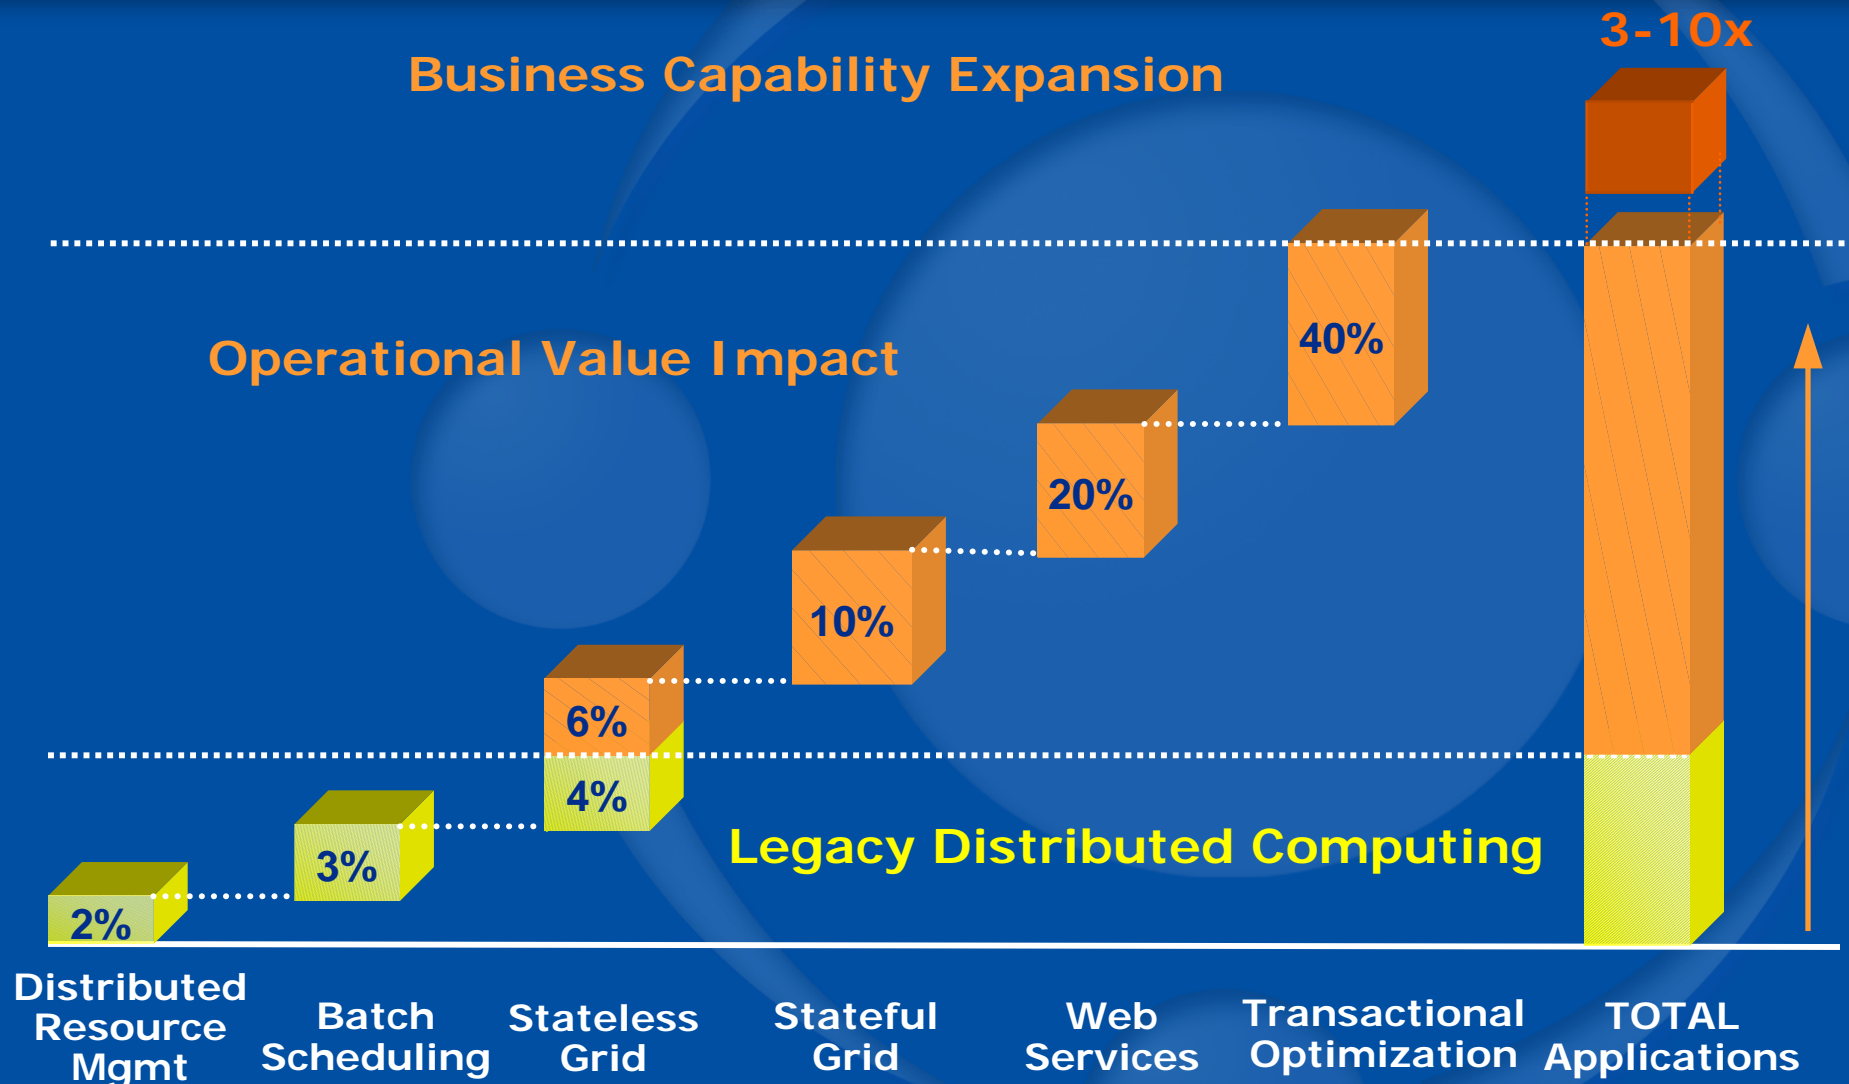 3-10x
Business Capability Expansion
Operational Value Impact
40%
20%
10%
6%
4%
Legacy Distributed Computing
3%
2%
Distributed
Resource
Mgmt
Batch
Scheduling
Stateless
Grid
Stateful
Grid
Web
Services
Transactional
Optimization
TOTAL
Applications